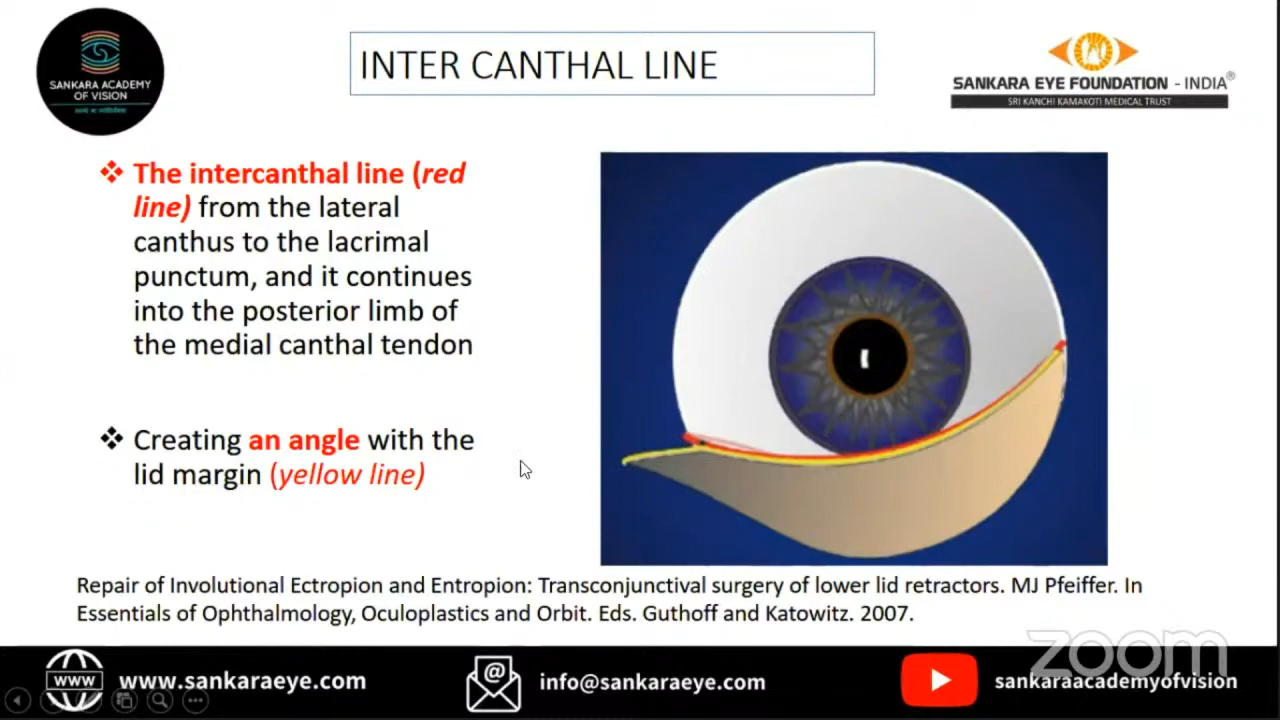 SANKARA ACADEMY
OF VISION
INTER CANTHAL LINE
SANKARA EYE FOUNDATION - INDIA®
SRI KANCHI KAMAKOTI MEDICAL TRUST
❖ The intercanthal line (red
line) from the lateral
canthus to the lacrimal
punctum, and it continues
into the posterior limb of
the medial canthal tendon
❖ Creating an angle with the
lid margin (yellow line)
Repair of Involutional Ectropion and Entropion: Transconjunctival surgery of lower lid retractors. MJ Pfeiffer. In
Essentials of Ophthalmology, Oculoplastics and Orbit. Eds. Guthoff and Katowitz. 2007.
zoom
www
www.sankaraeye.com
@
info@sankaraeye.com
sankaraacademyofvision